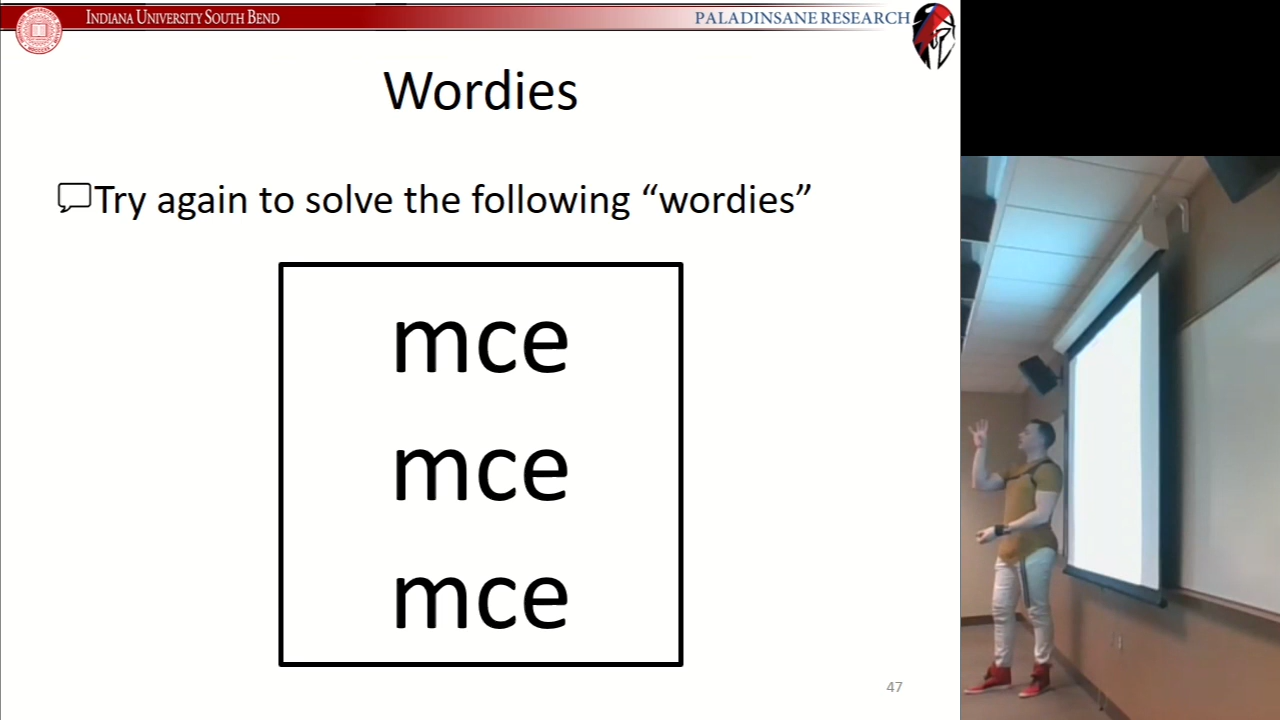 INDIANA UNIVERSITY SOUTH BEND
PALADINSANE RESEARCH
Wordies
Try again to solve the following “wordies”
mce
mce
mce
47